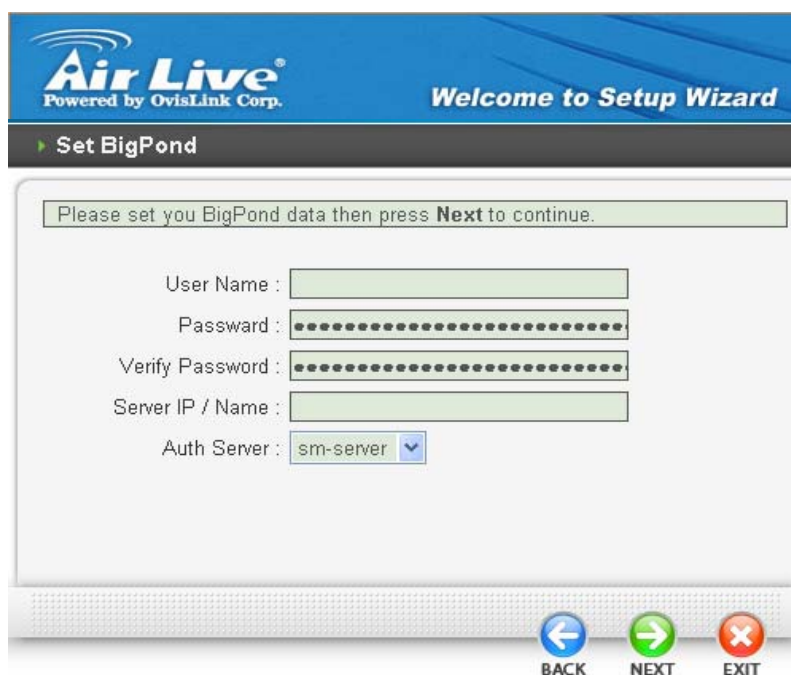 Air Live®
Powered by OvisLink Corp.
Welcome to Setup Wizard
Set BigPond
Please set you BigPond data then press Next to continue.
User Name :
Passward :
Verify Password :
Server IP / Name :
Auth Server : sm-server
BACK NEXT EXIT